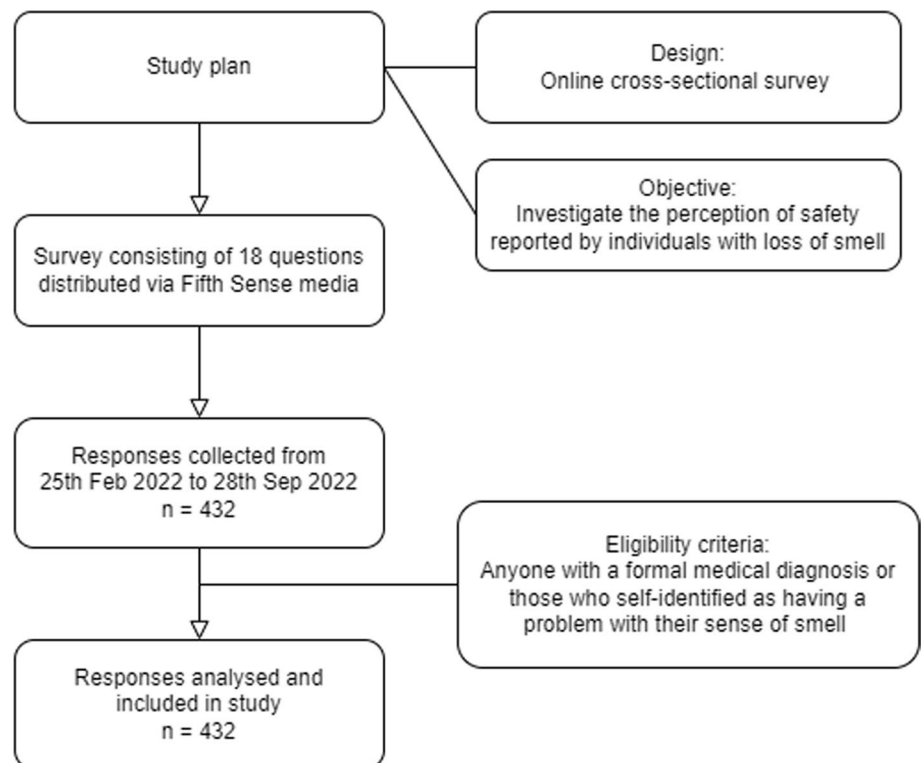 Study plan
Design:
Online cross-sectional survey
Objective:
Investigate the perception of safety
reported by individuals with loss of smell
Survey consisting of 18 questions
distributed via Fifth Sense media
Responses collected from
25th Feb 2022 to 28th Sep 2022
n = 432
Eligibility criteria:
Anyone with a formal medical diagnosis or
those who self-identified as having a
problem with their sense of smell
Responses analysed and
included in study
n = 432